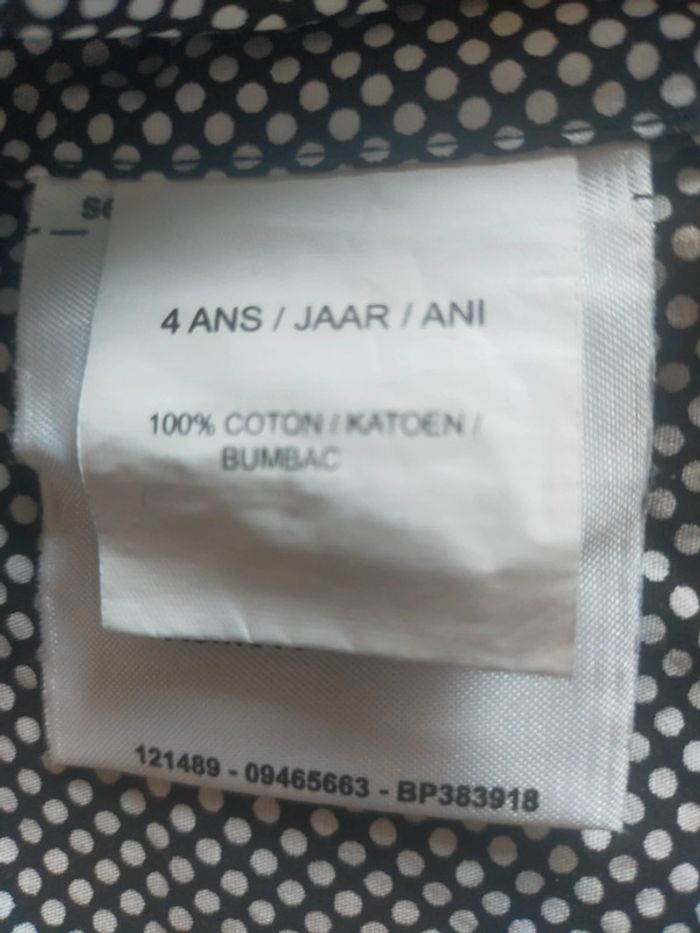 4 ANS / JAAR / ANI
100% COTON / KATOEN /
BUMBAC
121489 - 09465663 - BP383918